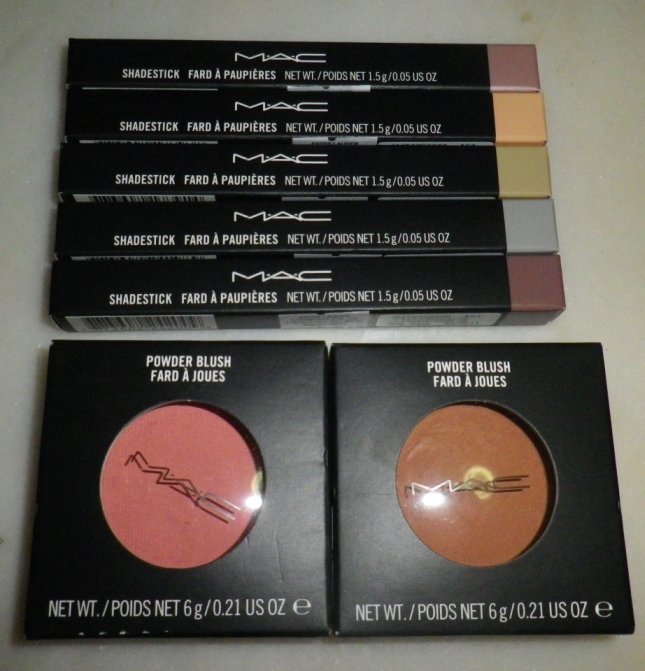 MAC
SHADESTICK FARD À PAUPIÈRES NET WT. / POIDS NET 1.5 g / 0.05 US OZ
MAC
SHADESTICK FARD À PAUPIÈRES NET WT. / POIDS NET 1.5 g / 0.05 US OZ
MAC
SHADESTICK FARD À PAUPIÈRES NET WT. / POIDS NET 1.5 g / 0.05 US OZ
MAC
SHADESTICK FARD À PAUPIÈRES NET WT. / POIDS NET 1.5 g / 0.05 US OZ
MAC
SHADESTICK FARD À PAUPIÈRES NET WT. / POIDS NET 1.5 g / 0.05 US OZ
POWDER BLUSH
FARD À JOUES
MAC
NET WT. / POIDS NET 6 g / 0.21 US OZ e
POWDER BLUSH
FARD À JOUES
MAC
NET WT. / POIDS NET 6 g / 0.21 US OZ e